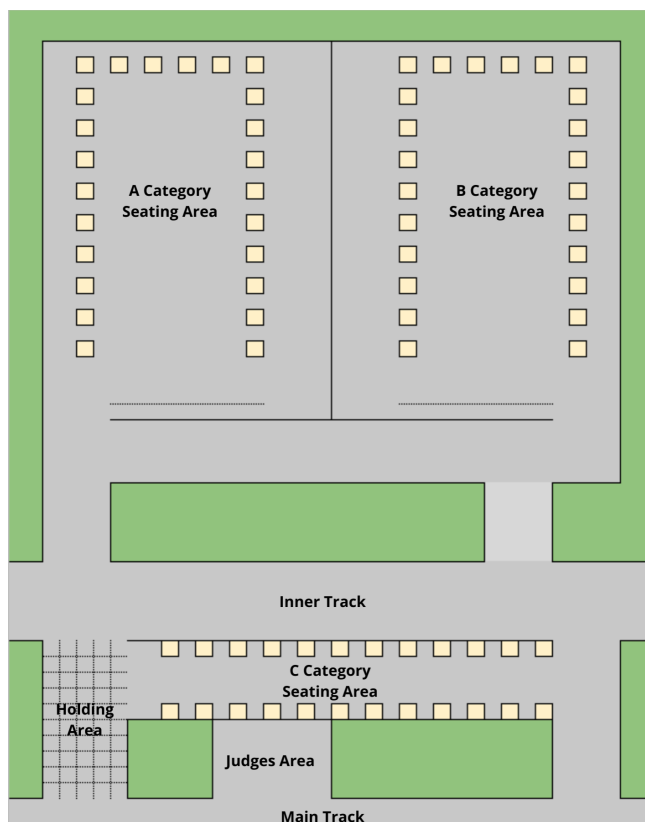 A Category
Seating Area
B Category
Seating Area
Inner Track
C Category
Seating Area
Holding
Area
Judges Area
Main Track